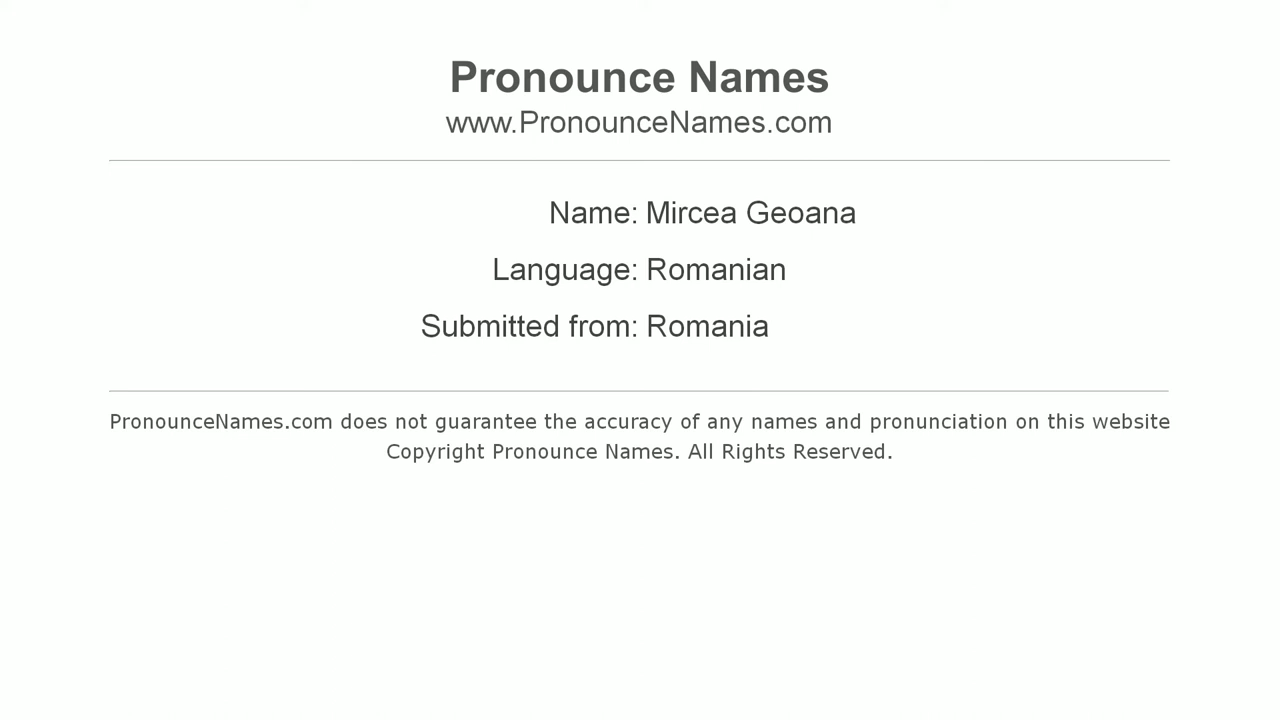 Pronounce Names
www.PronounceNames.com
Name: Mircea Geoana
Language: Romanian
Submitted from: Romania
PronounceNames.com does not guarantee the accuracy of any names and pronunciation on this website
Copyright Pronounce Names. All Rights Reserved.